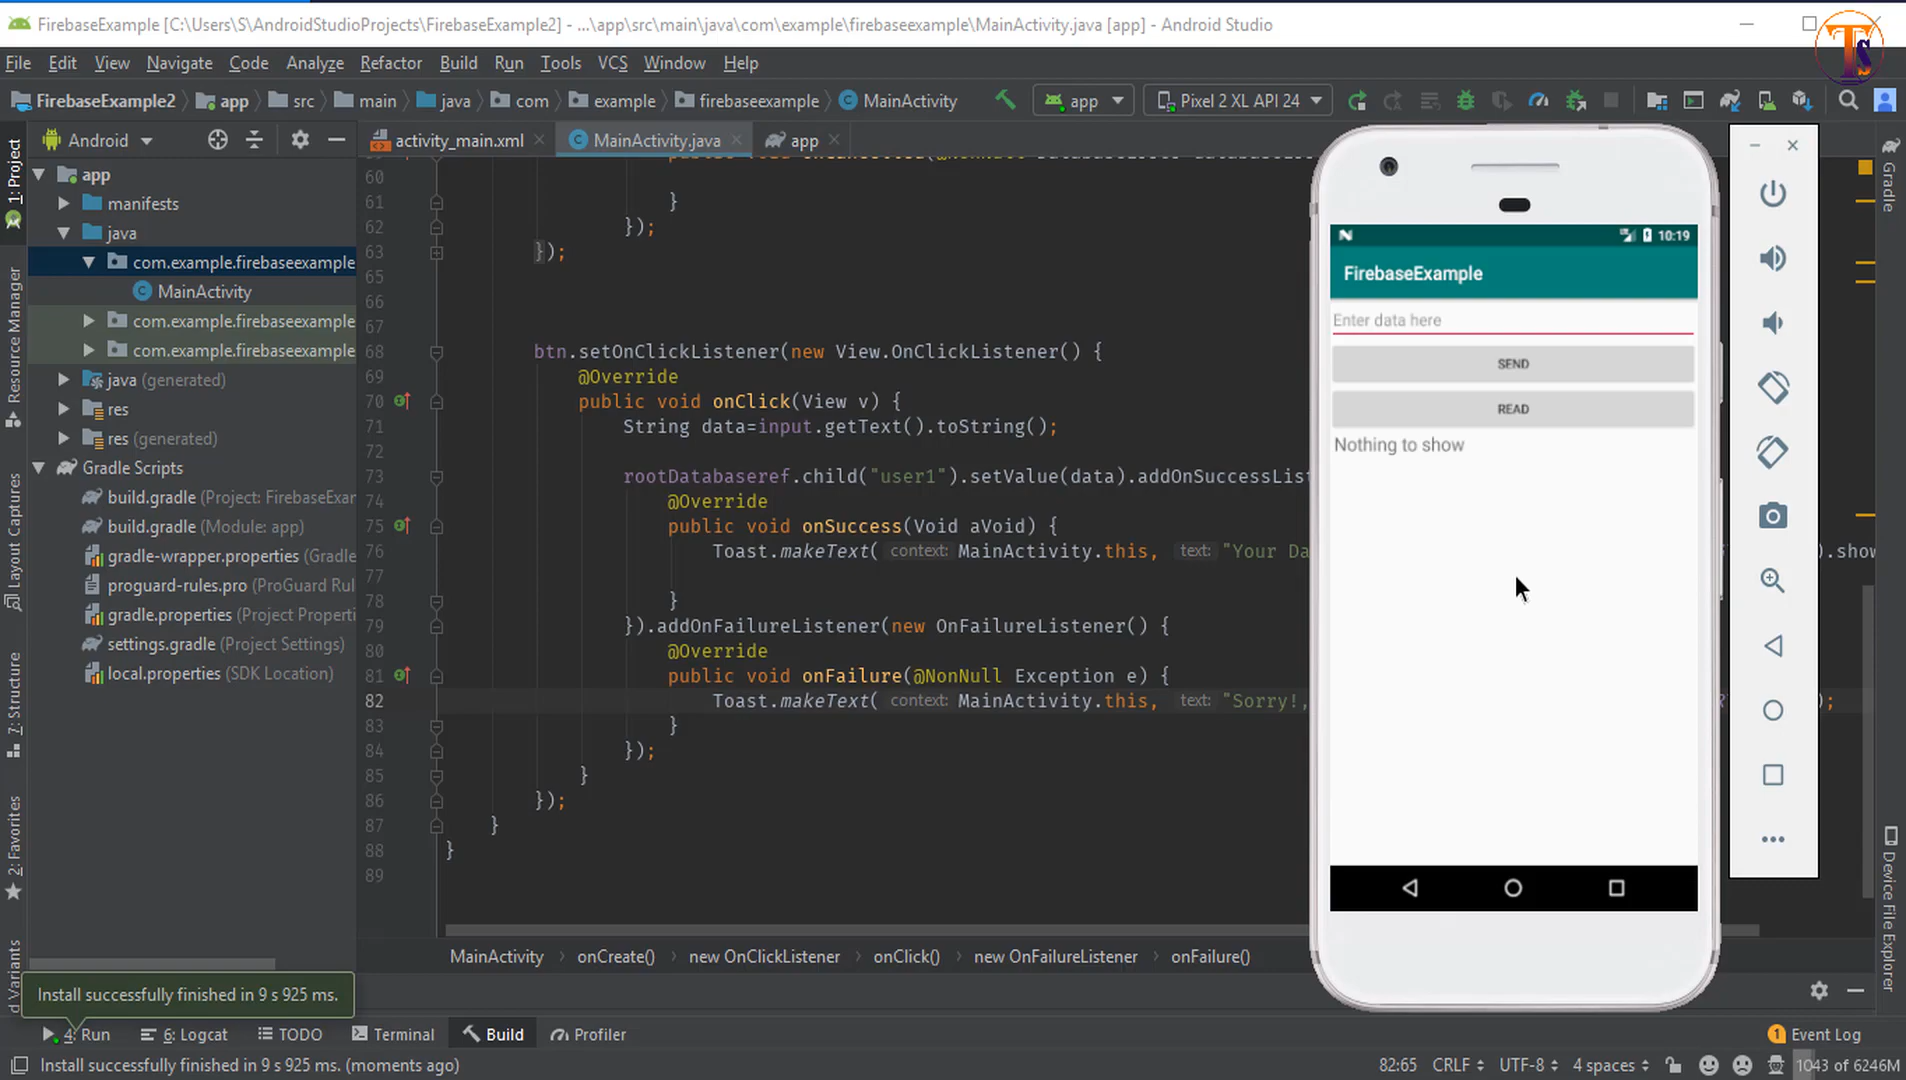 FirebaseExample [C:\Users\S\AndroidStudioProjects\FirebaseExample2] - ...\app\src\main\java\com\example\firebaseexample\MainActivity.java [app] - Android Studio
Ts
File Edit View Navigate Code Analyze Refactor Build Run Tools VCS Window Help
FirebaseExample2 app src main java com example firebaseexample MainActivity app Pixel 2 XL API 24
Android
activity_main.xml MainActivity.java app
1: Project
Resource Manager
Layout Captures
7: Structure
2: Favorites
d Variants
app
manifests
java
com.example.firebaseexample
MainActivity
com.example.firebaseexample
com.example.firebaseexample
java (generated)
res
res (generated)
Gradle Scripts
build.gradle (Project: FirebaseExar
build.gradle (Module: app)
gradle-wrapper.properties (Gradle
proguard-rules.pro (ProGuard Rul
gradle.properties (Project Properti
settings.gradle (Project Settings)
local.properties (SDK Location)
60
61 }
62 });
63 });
65
66
67
68 btn.setOnClickListener(new View.OnClickListener() {
69 @Override
70 public void onClick(View v) {
71 String data=input.getText().toString();
72
73 rootDatabaseref.child("user1").setValue(data).addOnSuccessList
74 @Override
75 public void onSuccess(Void aVoid) {
76 Toast.makeText( context: MainActivity.this, text: "Your Da ).show
77
78 }
79 }).addOnFailureListener(new OnFailureListener() {
80 @Override
81 public void onFailure(@NonNull Exception e) {
82 Toast.makeText( context: MainActivity.this, text: "Sorry!, );
83 }
84 });
85 }
86 });
87 }
88 }
89
MainActivity onCreate() new OnClickListener onClick() new OnFailureListener onFailure()
10:19
FirebaseExample
Enter data here
SEND
READ
Nothing to show
Gradle
Device File Explorer
Install successfully finished in 9 s 925 ms.
4: Run 6: Logcat TODO Terminal Build Profiler 1 Event Log
Install successfully finished in 9 s 925 ms. (moments ago) 82:65 CRLF UTF-8 4 spaces 1043 of 6246M